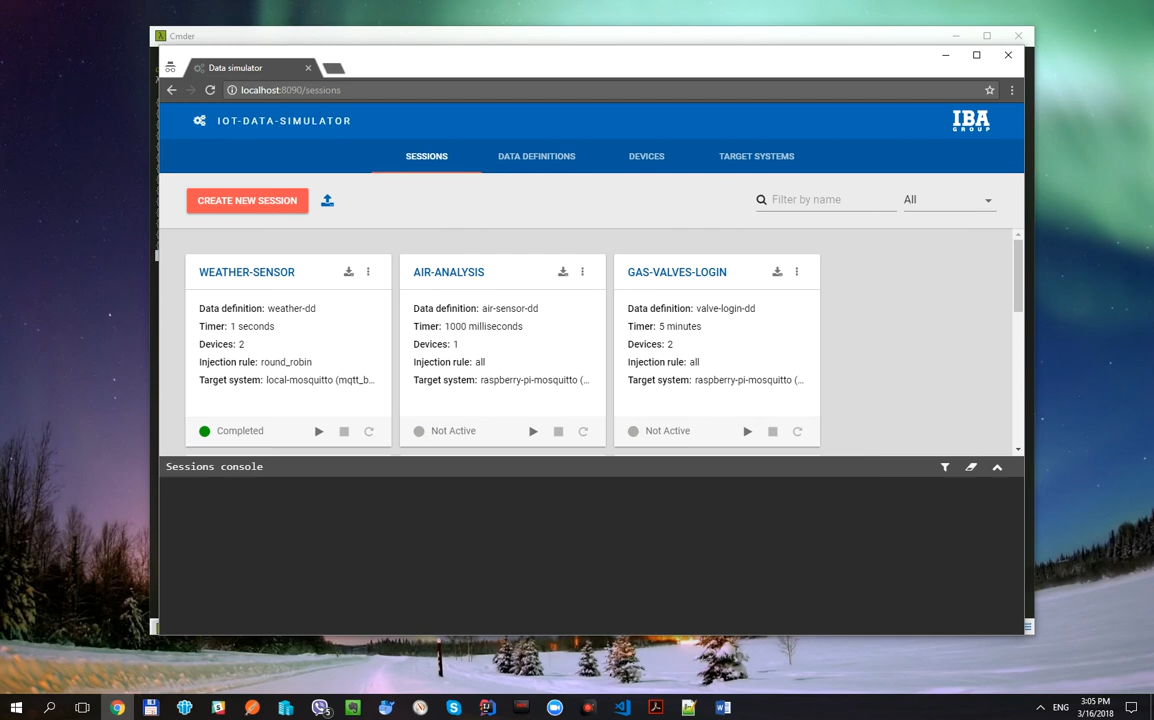 Cmder
Data simulator
localhost:8090/sessions
IOT-DATA-SIMULATOR
IBA
GROUP
SESSIONS
DATA DEFINITIONS
DEVICES
TARGET SYSTEMS
CREATE NEW SESSION
Filter by name
All
WEATHER-SENSOR
Data definition: weather-dd
Timer: 1 seconds
Devices: 2
Injection rule: round_robin
Target system: local-mosquitto (mqtt_b...
Completed
AIR-ANALYSIS
Data definition: air-sensor-dd
Timer: 1000 milliseconds
Devices: 1
Injection rule: all
Target system: raspberry-pi-mosquitto (...
Not Active
GAS-VALVES-LOGIN
Data definition: valve-login-dd
Timer: 5 minutes
Devices: 2
Injection rule: all
Target system: raspberry-pi-mosquitto (...
Not Active
Sessions console
ENG
3:05 PM
3/16/2018